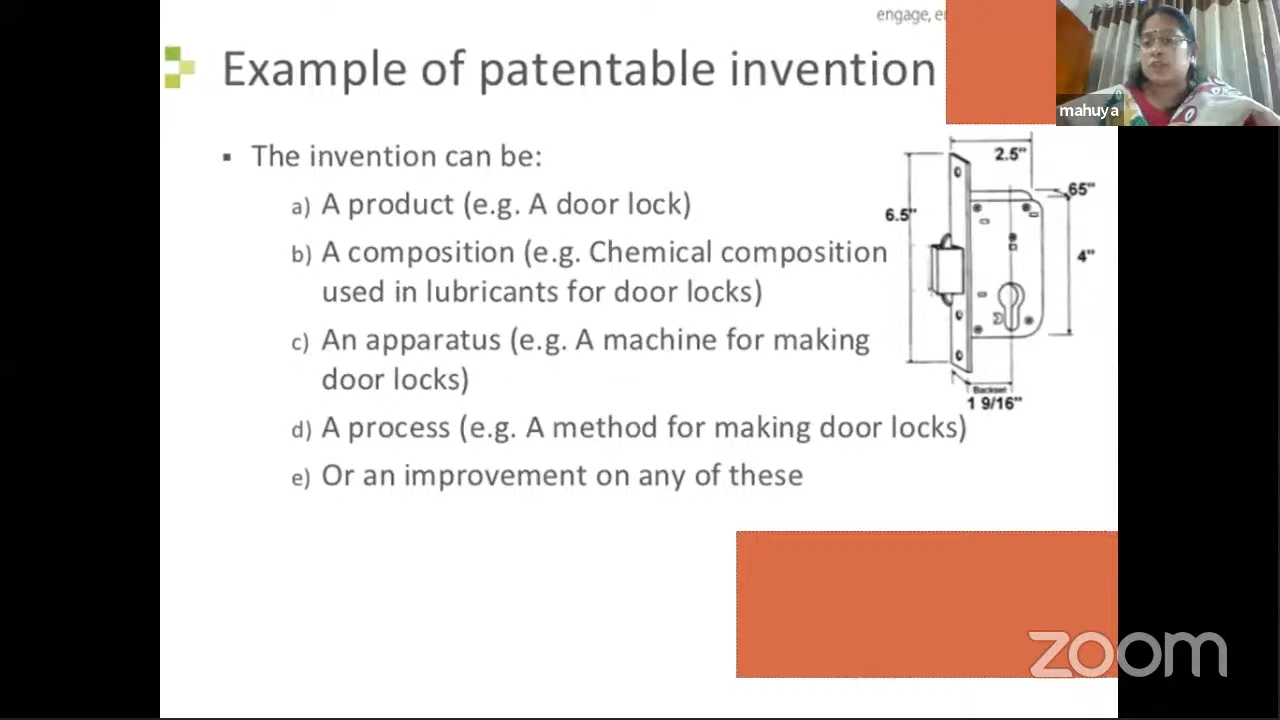 engage, e
Example of patentable invention
mahuya
▪ The invention can be:
a) A product (e.g. A door lock)
b) A composition (e.g. Chemical composition
used in lubricants for door locks)
c) An apparatus (e.g. A machine for making
door locks)
d) A process (e.g. A method for making door locks)
e) Or an improvement on any of these
2.5"
.65"
6.5"
4"
Backset
1 9/16"
zoom